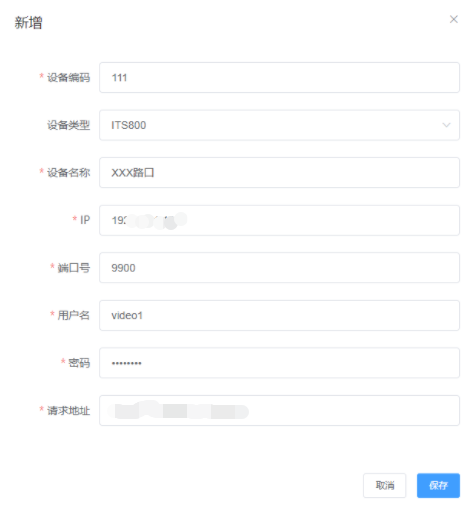 新增
* 设备编码 111
设备类型 ITS800
* 设备名称 XXX路口
* IP 19
* 端口号 9900
* 用户名 video1
* 密码 ••••••••
* 请求地址
取消 保存